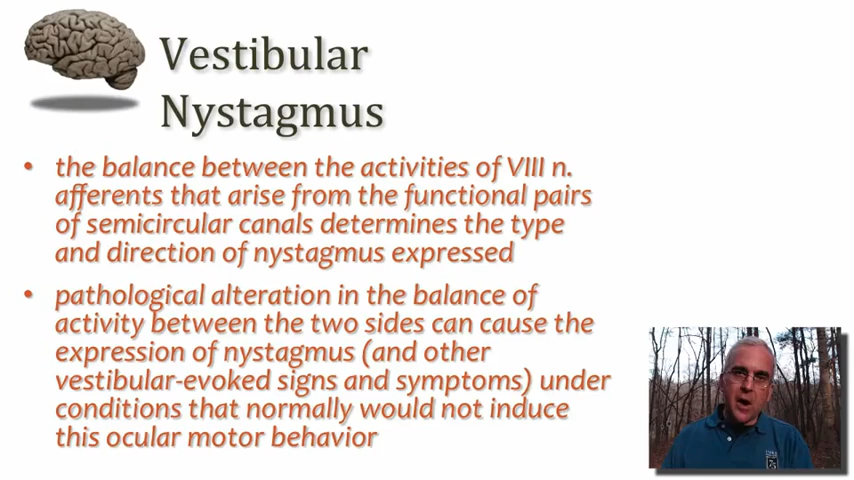 Vestibular
Nystagmus
• the balance between the activities of VIII n.
afferents that arise from the functional pairs
of semicircular canals determines the type
and direction of nystagmus expressed
• pathological alteration in the balance of
activity between the two sides can cause the
expression of nystagmus (and other
vestibular-evoked signs and symptoms) under
conditions that normally would not induce
this ocular motor behavior